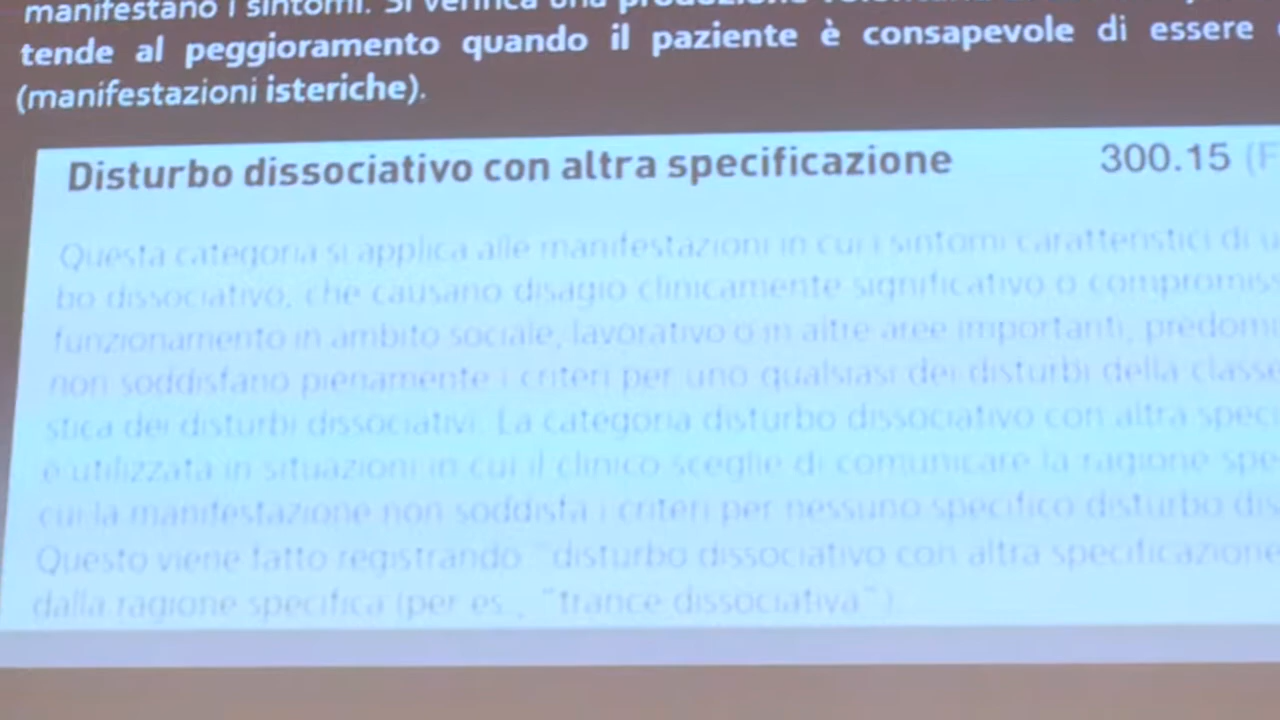 manifestano i sintomi. Si verifica una produzione
tende al peggioramento quando il paziente è consapevole di essere
(manifestazioni isteriche).
Disturbo dissociativo con altra specificazione 300.15 (F
Questa categoria si applica alle manifestazioni in cui i sintomi caratteristici di u
bo dissociativo, che causano disagio clinicamente significativo o compromiss
funzionamento in ambito sociale, lavorativo o in altre aree importanti, predomi
non soddisfano pienamente i criteri per uno qualsiasi dei disturbi della classe
stica dei disturbi dissociativi. La categoria disturbo dissociativo con altra speci
è utilizzata in situazioni in cui il clinico sceglie di comunicare la ragione spe
cui la manifestazione non soddisfa i criteri per nessuno specifico disturbo dis
Questo viene fatto registrando "disturbo dissociativo con altra specificazione
dalla ragione specifica (per es., "trance dissociativa").